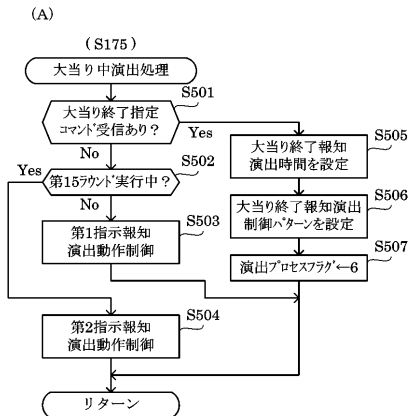 (A)
(S175)
大当り中演出処理
S501
大当り終了指定
コマンド受信あり?
Yes
No
S502
第15ラウンド実行中?
Yes
No
S503
第1指示報知
演出動作制御
S504
第2指示報知
演出動作制御
S505
大当り終了報知
演出時間を設定
S506
大当り終了報知演出
制御パターンを設定
S507
演出プロセスフラグ←6
リターン